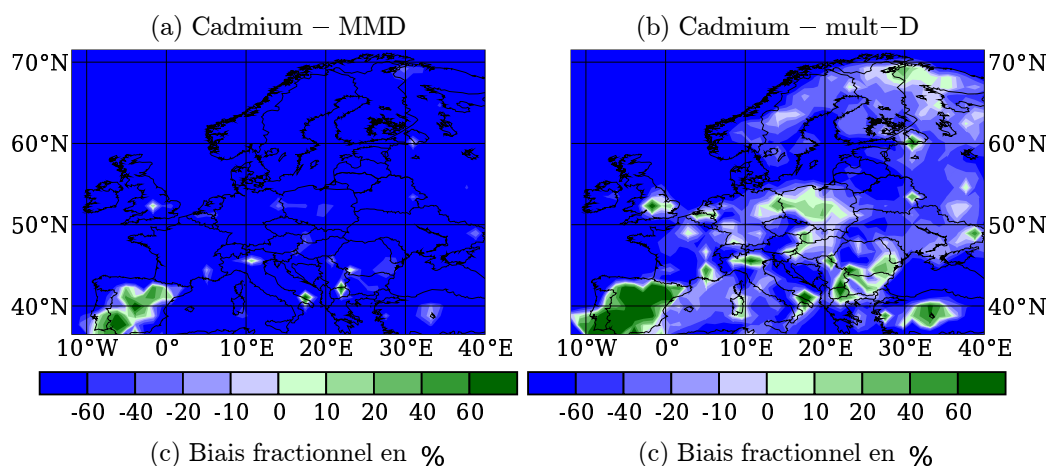 (a) Cadmium − MMD
(b) Cadmium − mult−D
70°N
70°N
60°N
60°N
50°N
50°N
40°N
40°N
10°W 0° 10°E 20°E 30°E 40°E
10°W 0° 10°E 20°E 30°E 40°E
-60 -40 -20 -10 0 10 20 40 60
-60 -40 -20 -10 0 10 20 40 60
(c) Biais fractionnel en %
(c) Biais fractionnel en %